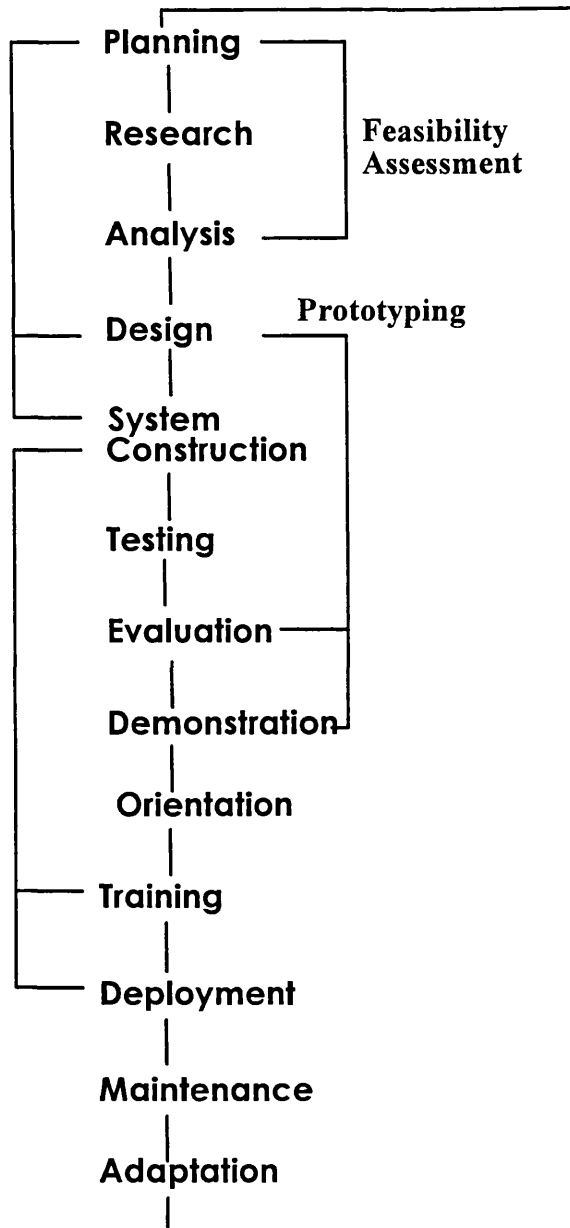 Planning
Research
Feasibility
Assessment
Analysis
Prototyping
Design
System
Construction
Testing
Evaluation
Demonstration
Orientation
Training
Deployment
Maintenance
Adaptation